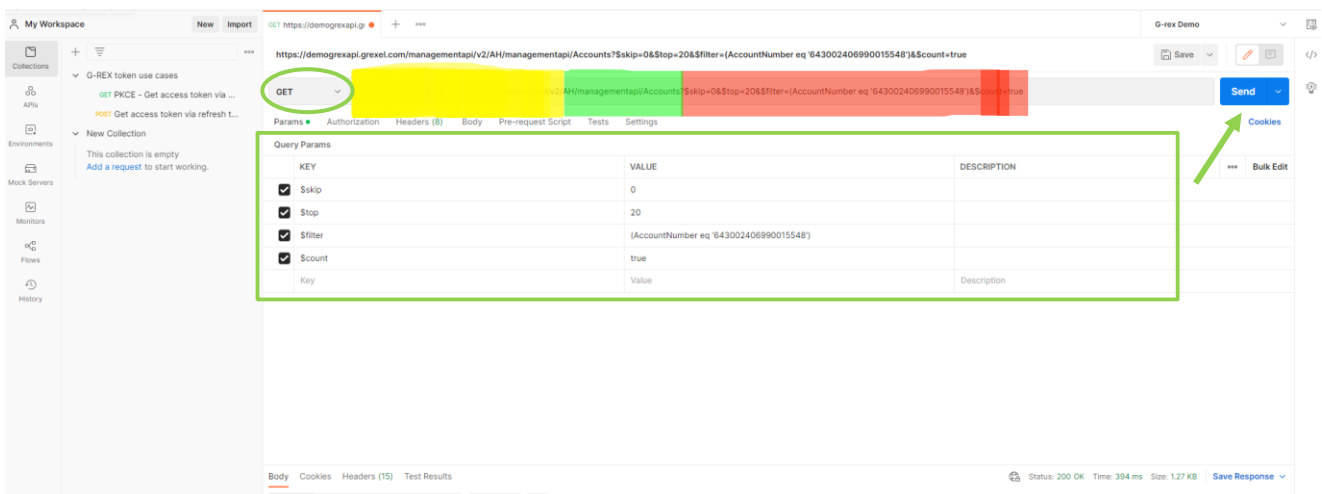 My Workspace New Import GET https://demogrexapi.gr + ooo G-rex Demo
Collections
APIs
Environments
Mock Servers
Monitors
Flows
History
+ ooo
G-REX token use cases
GET PKCE - Get access token via ...
POST Get access token via refresh t...
New Collection
This collection is empty
Add a request to start working.
https://demogrexapi.grexel.com/managementapi/v2/AH/managementapi/Accounts?$skip=0&$top=20&$filter=(AccountNumber eq '643002406990015548')&$count=true Save </>
GET v2/AH/managementapi/Accounts?$skip=0&$top=20&$filter=(AccountNumber eq '643002406990015548')&$count=true Send
Params Authorization Headers (8) Body Pre-request Script Tests Settings Cookies
Query Params
KEY VALUE DESCRIPTION ooo Bulk Edit
$skip 0
$top 20
$filter (AccountNumber eq '643002406990015548')
$count true
Key Value Description
Body Cookies Headers (15) Test Results Status: 200 OK Time: 394 ms Size: 1.27 KB Save Response